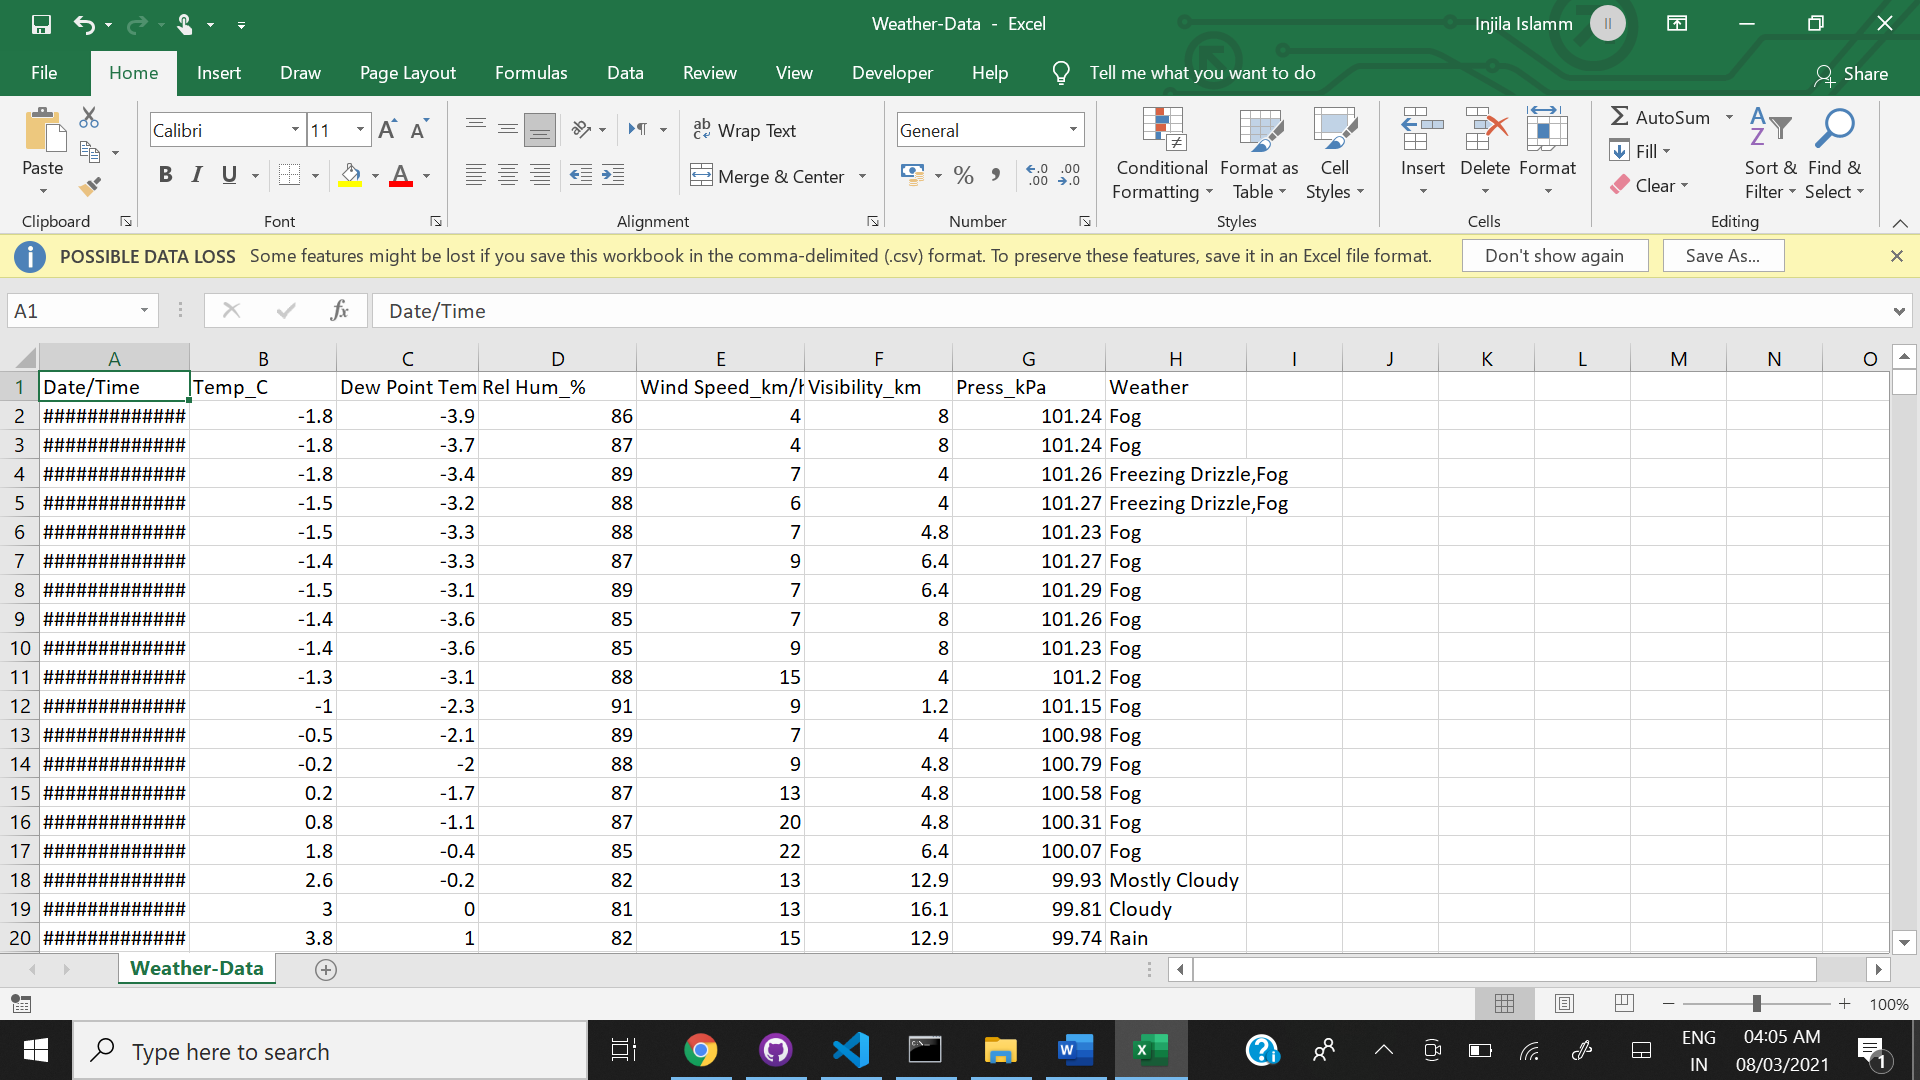 Weather-Data - Excel
Injila Islamm
II
File
Home
Insert
Draw
Page Layout
Formulas
Data
Review
View
Developer
Help
Tell me what you want to do
Share
Paste
Clipboard
Calibri
11
A A
B I U
A
Font
ab
c
Wrap Text
Merge & Center
Alignment
General
% ,
.0 .00
.00 .0
Number
Conditional Formatting
Format as Table
Cell Styles
Styles
Insert
Delete
Format
Cells
AutoSum
Fill
Clear
Sort & Filter
Find & Select
Editing
POSSIBLE DATA LOSS Some features might be lost if you save this workbook in the comma-delimited (.csv) format. To preserve these features, save it in an Excel file format.
Don't show again
Save As...
A1
fx
Date/Time
A B C D E F G H I J K L M N O
1 Date/Time Temp_C Dew Point Tem Rel Hum_% Wind Speed_km/h Visibility_km Press_kPa Weather
2 ############# -1.8 -3.9 86 4 8 101.24 Fog
3 ############# -1.8 -3.7 87 4 8 101.24 Fog
4 ############# -1.8 -3.4 89 7 4 101.26 Freezing Drizzle,Fog
5 ############# -1.5 -3.2 88 6 4 101.27 Freezing Drizzle,Fog
6 ############# -1.5 -3.3 88 7 4.8 101.23 Fog
7 ############# -1.4 -3.3 87 9 6.4 101.27 Fog
8 ############# -1.5 -3.1 89 7 6.4 101.29 Fog
9 ############# -1.4 -3.6 85 7 8 101.26 Fog
10 ############# -1.4 -3.6 85 9 8 101.23 Fog
11 ############# -1.3 -3.1 88 15 4 101.2 Fog
12 ############# -1 -2.3 91 9 1.2 101.15 Fog
13 ############# -0.5 -2.1 89 7 4 100.98 Fog
14 ############# -0.2 -2 88 9 4.8 100.79 Fog
15 ############# 0.2 -1.7 87 13 4.8 100.58 Fog
16 ############# 0.8 -1.1 87 20 4.8 100.31 Fog
17 ############# 1.8 -0.4 85 22 6.4 100.07 Fog
18 ############# 2.6 -0.2 82 13 12.9 99.93 Mostly Cloudy
19 ############# 3 0 81 13 16.1 99.81 Cloudy
20 ############# 3.8 1 82 15 12.9 99.74 Rain
Weather-Data
100%
Type here to search
ENG
IN
04:05 AM
08/03/2021
1